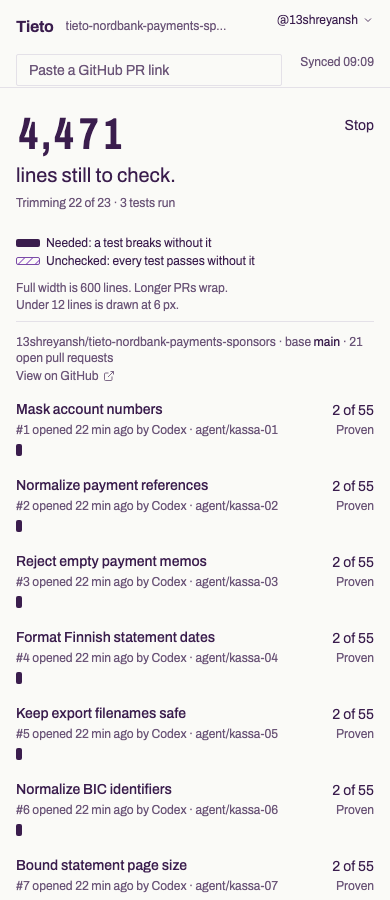 Tieto tieto-nordbank-payments-sp... @13shreyansh
Paste a GitHub PR link Synced 09:09
4,471 Stop
lines still to check.
Trimming 22 of 23 · 3 tests run
Needed: a test breaks without it
Unchecked: every test passes without it
Full width is 600 lines. Longer PRs wrap.
Under 12 lines is drawn at 6 px.
13shreyansh/tieto-nordbank-payments-sponsors · base main · 21
open pull requests
View on GitHub
Mask account numbers 2 of 55
#1 opened 22 min ago by Codex · agent/kassa-01 Proven
Normalize payment references 2 of 55
#2 opened 22 min ago by Codex · agent/kassa-02 Proven
Reject empty payment memos 2 of 55
#3 opened 22 min ago by Codex · agent/kassa-03 Proven
Format Finnish statement dates 2 of 55
#4 opened 22 min ago by Codex · agent/kassa-04 Proven
Keep export filenames safe 2 of 55
#5 opened 22 min ago by Codex · agent/kassa-05 Proven
Normalize BIC identifiers 2 of 55
#6 opened 22 min ago by Codex · agent/kassa-06 Proven
Bound statement page size 2 of 55
#7 opened 22 min ago by Codex · agent/kassa-07 Proven